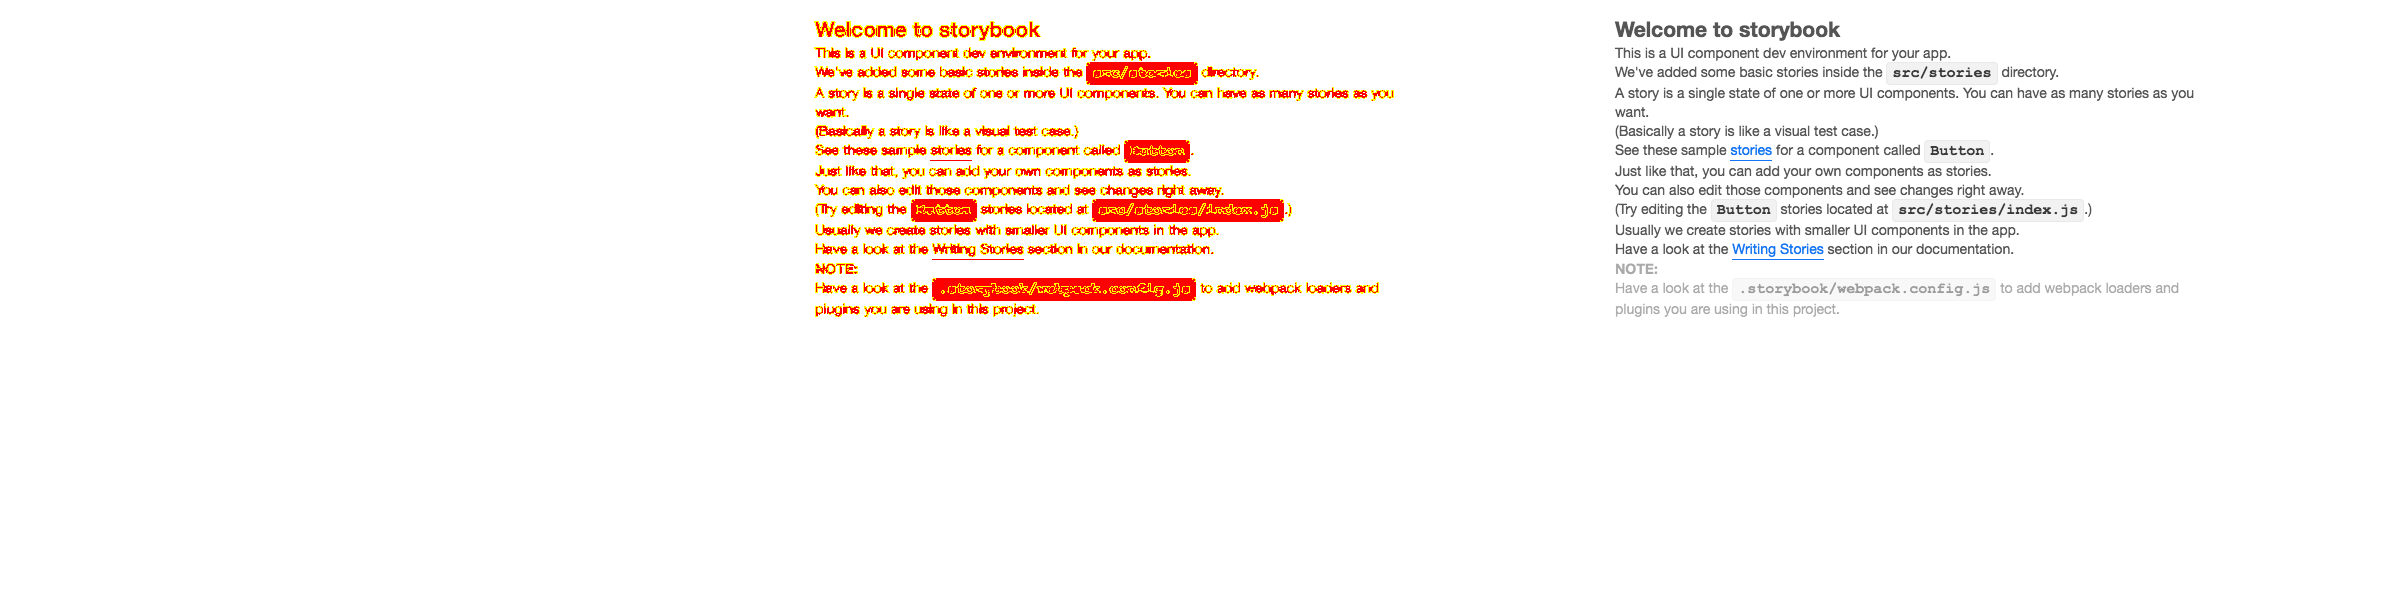 Welcome to storybook
This is a UI component dev environment for your app.
We've added some basic stories inside the src/stories directory.
A story is a single state of one or more UI components. You can have as many stories as you
want.
(Basically a story is like a visual test case.)
See these sample stories for a component called Button.
Just like that, you can add your own components as stories.
You can also edit those components and see changes right away.
(Try editing the Button stories located at src/stories/index.js.)
Usually we create stories with smaller UI components in the app.
Have a look at the Writing Stories section in our documentation.
NOTE:
Have a look at the .storybook/webpack.config.js to add webpack loaders and
plugins you are using in this project.
Welcome to storybook
This is a UI component dev environment for your app.
We've added some basic stories inside the src/stories directory.
A story is a single state of one or more UI components. You can have as many stories as you
want.
(Basically a story is like a visual test case.)
See these sample stories for a component called Button.
Just like that, you can add your own components as stories.
You can also edit those components and see changes right away.
(Try editing the Button stories located at src/stories/index.js.)
Usually we create stories with smaller UI components in the app.
Have a look at the Writing Stories section in our documentation.
NOTE:
Have a look at the .storybook/webpack.config.js to add webpack loaders and
plugins you are using in this project.